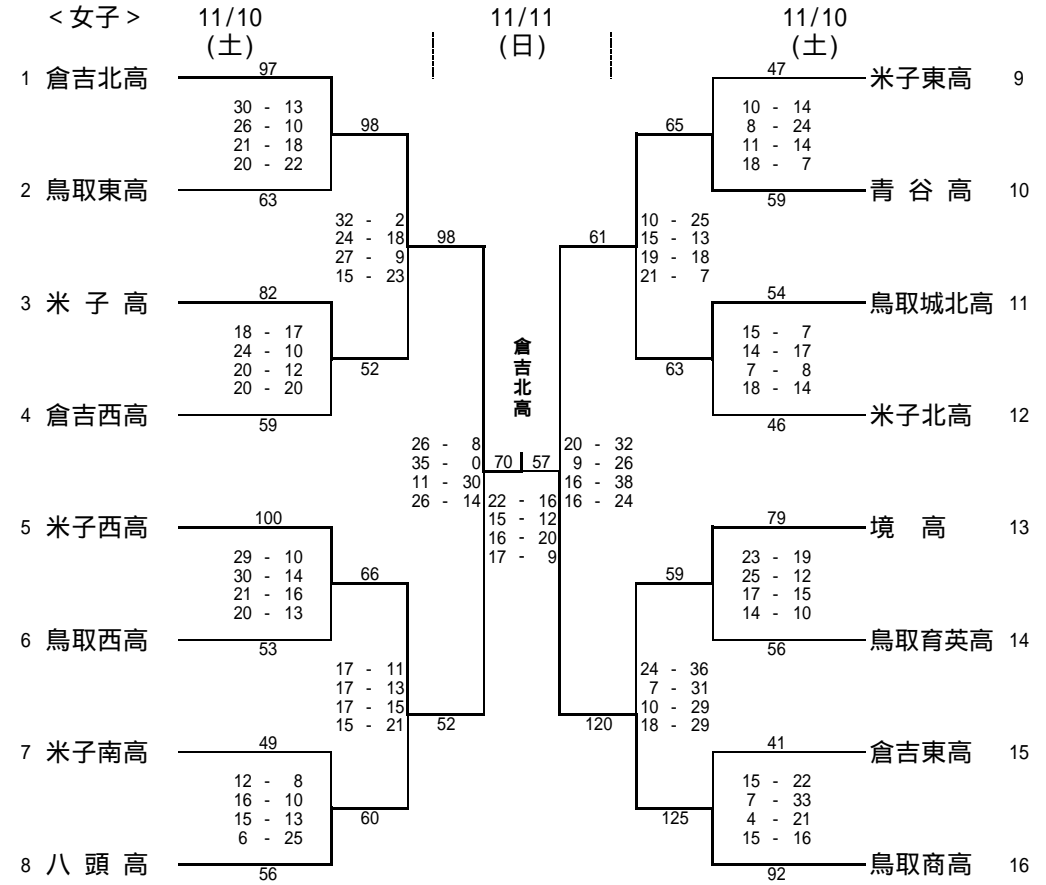 ＜女子＞ 11/10 11/11 11/10
(土) (日) (土)
1 倉吉北高 97
30 - 13
26 - 10
21 - 18
20 - 22
2 鳥取東高 63
98
32 - 2
24 - 18
27 - 9
15 - 23
3 米 子 高 82
18 - 17
24 - 10
20 - 12
20 - 20
4 倉吉西高 59
52
98
26 - 8
35 - 0
11 - 30
26 - 14
5 米子西高 100
29 - 10
30 - 14
21 - 16
20 - 13
6 鳥取西高 53
66
17 - 11
17 - 13
17 - 15
15 - 21
7 米子南高 49
12 - 8
16 - 10
15 - 13
6 - 25
8 八 頭 高 56
60
52
倉吉北高
70 57
22 - 16
15 - 12
16 - 20
17 - 9
47 米子東高 9
10 - 14
8 - 24
11 - 14
18 - 7
59 青 谷 高 10
65
10 - 25
15 - 13
19 - 18
21 - 7
54 鳥取城北高 11
15 - 7
14 - 17
7 - 8
18 - 14
46 米子北高 12
63
61
20 - 32
9 - 26
16 - 38
16 - 24
79 境 高 13
23 - 19
25 - 12
17 - 15
14 - 10
56 鳥取育英高 14
59
24 - 36
7 - 31
10 - 29
18 - 29
41 倉吉東高 15
15 - 22
7 - 33
4 - 21
15 - 16
92 鳥取商高 16
125
120